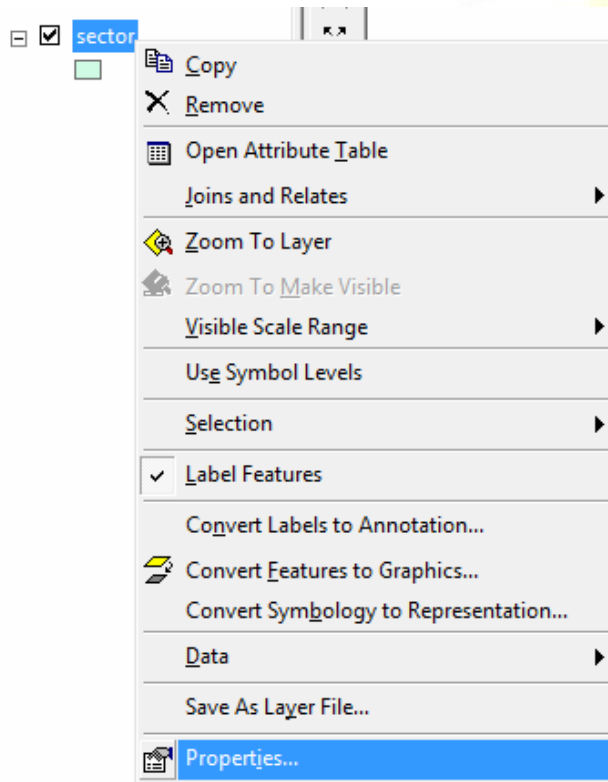 sector
Copy
Remove
Open Attribute Table
Joins and Relates
Zoom To Layer
Zoom To Make Visible
Visible Scale Range
Use Symbol Levels
Selection
Label Features
Convert Labels to Annotation...
Convert Features to Graphics...
Convert Symbology to Representation...
Data
Save As Layer File...
Properties...